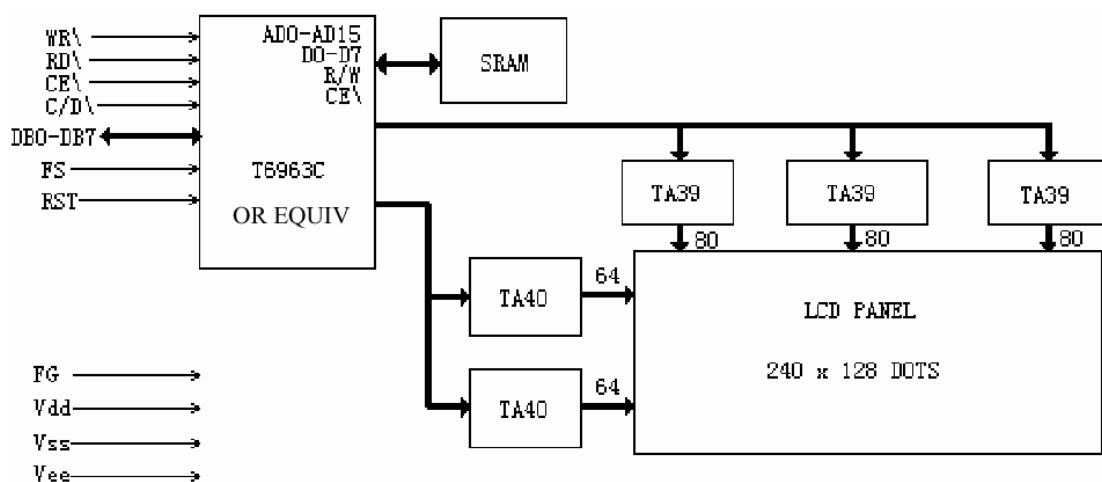 WR\
RD\
CE\
C/D\
DB0-DB7
FS
RST
AD0-AD15
D0-D7
R/W
CE\
T6963C
OR EQUIV
SRAM
TA39
TA39
TA39
80
80
80
TA40
64
TA40
64
LCD PANEL
240 x 128 DOTS
FG
Vdd
Vss
Vee